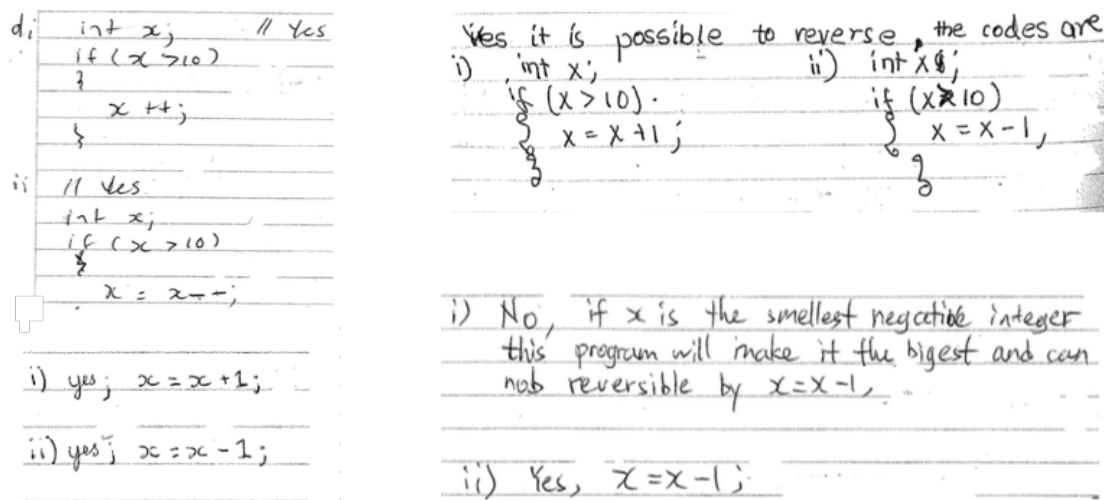 d. int x; // Yes
if (x >10)
{
x ++;
}
ii // Yes
int x;
if (x > 10)
{
x = x--;
i) yes; x = x + 1;
ii) yes; x = x - 1;
Yes it is possible to reverse, the codes are
i) int x; ii) int x;
if (x > 10). if (x > 10)
{ x = x + 1; { x = x - 1,
} }
i) No, if x is the smellest negative integer
this program will make it the bigest and can
not reversible by x = x - 1,
ii) Yes, x = x - 1;